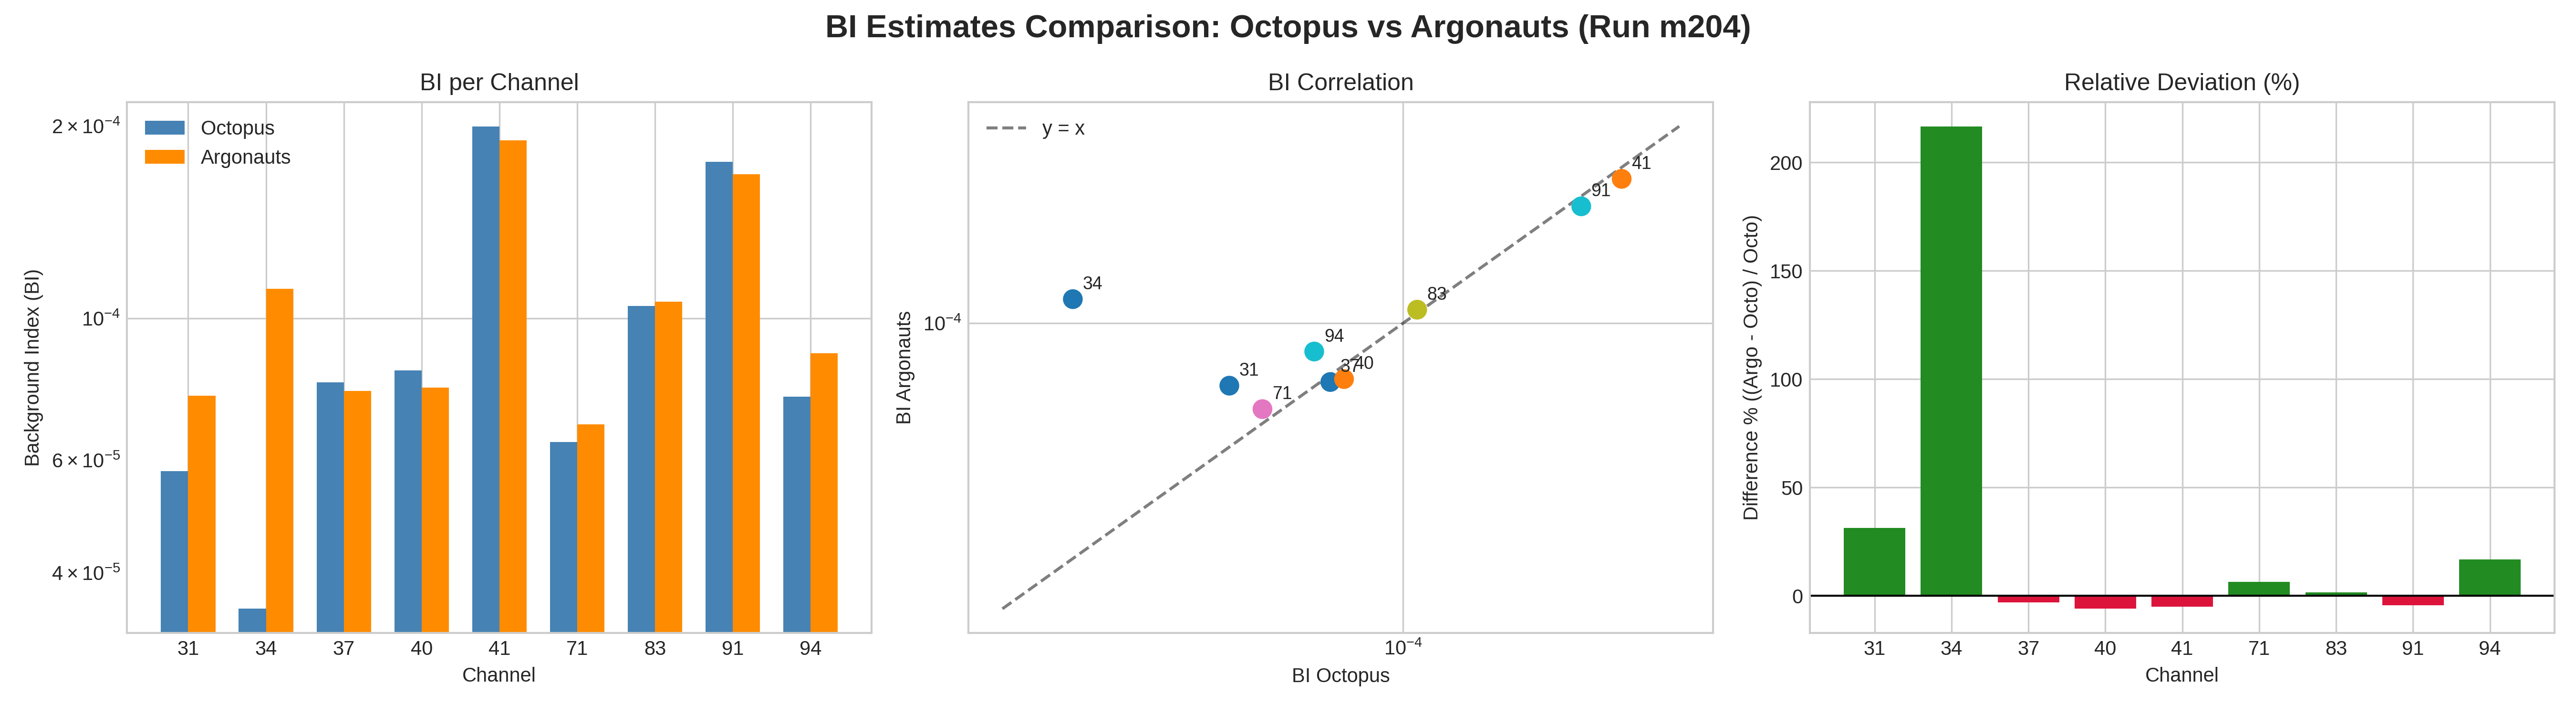 BI Estimates Comparison: Octopus vs Argonauts (Run m204)
BI per Channel
Octopus
Argonauts
Background Index (BI)
2 × 10⁻⁴
10⁻⁴
6 × 10⁻⁵
4 × 10⁻⁵
31 34 37 40 41 71 83 91 94
Channel
BI Correlation
y = x
BI Argonauts
10⁻⁴
41
91
34
83
94
37
40
31
71
10⁻⁴
BI Octopus
Relative Deviation (%)
Difference % ((Argo - Octo) / Octo)
200
150
100
50
0
31 34 37 40 41 71 83 91 94
Channel